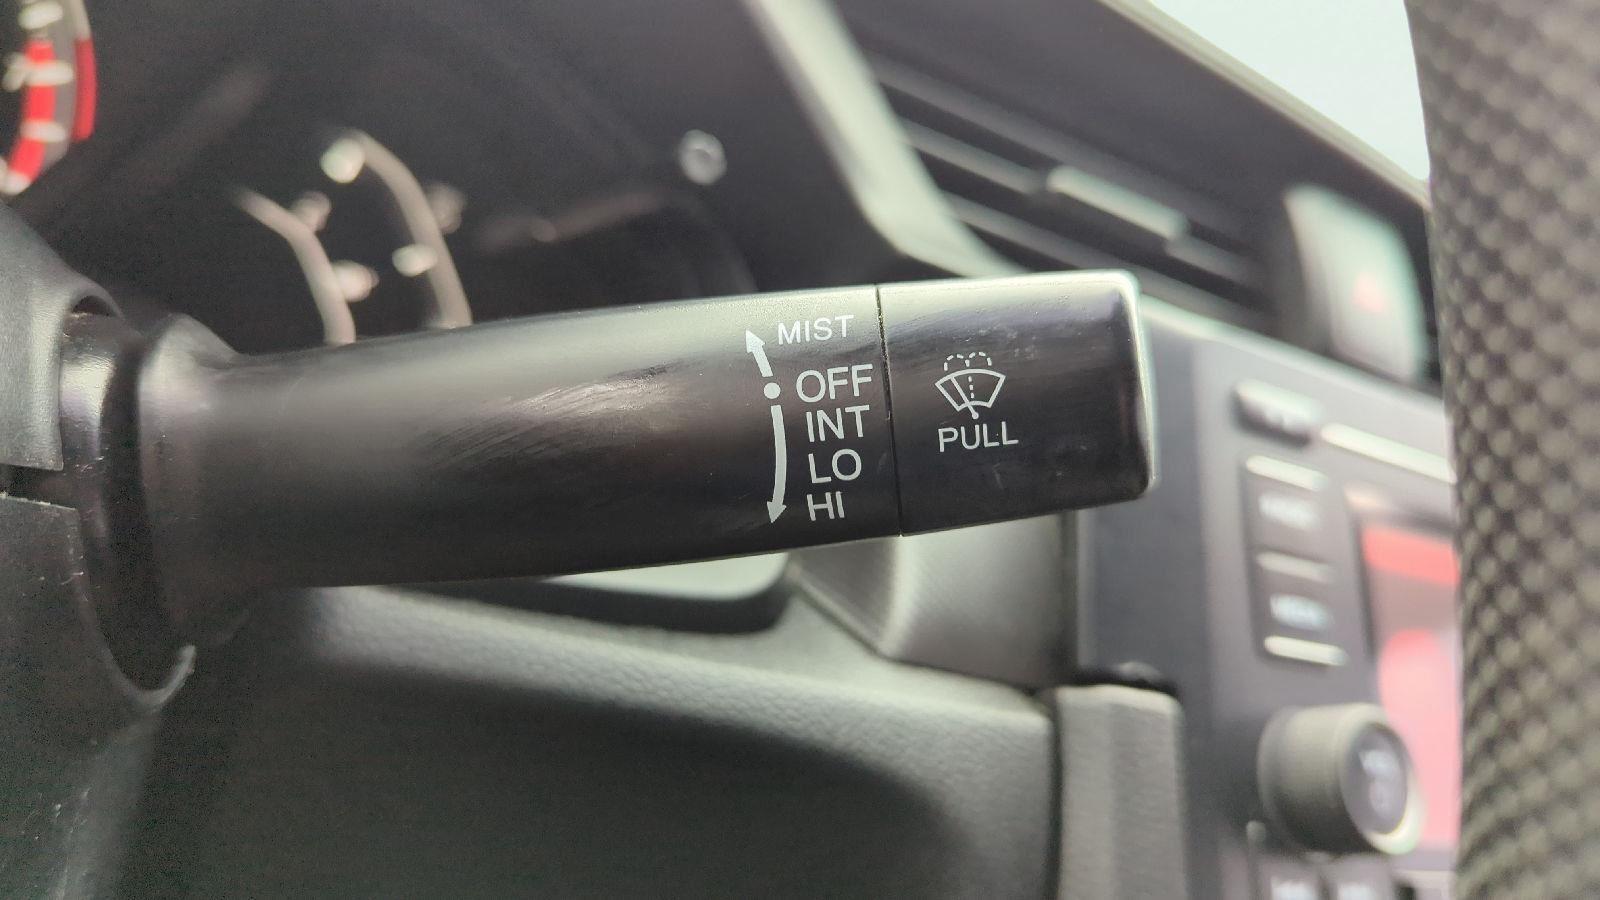 MIST
OFF
INT
LO
HI
PULL